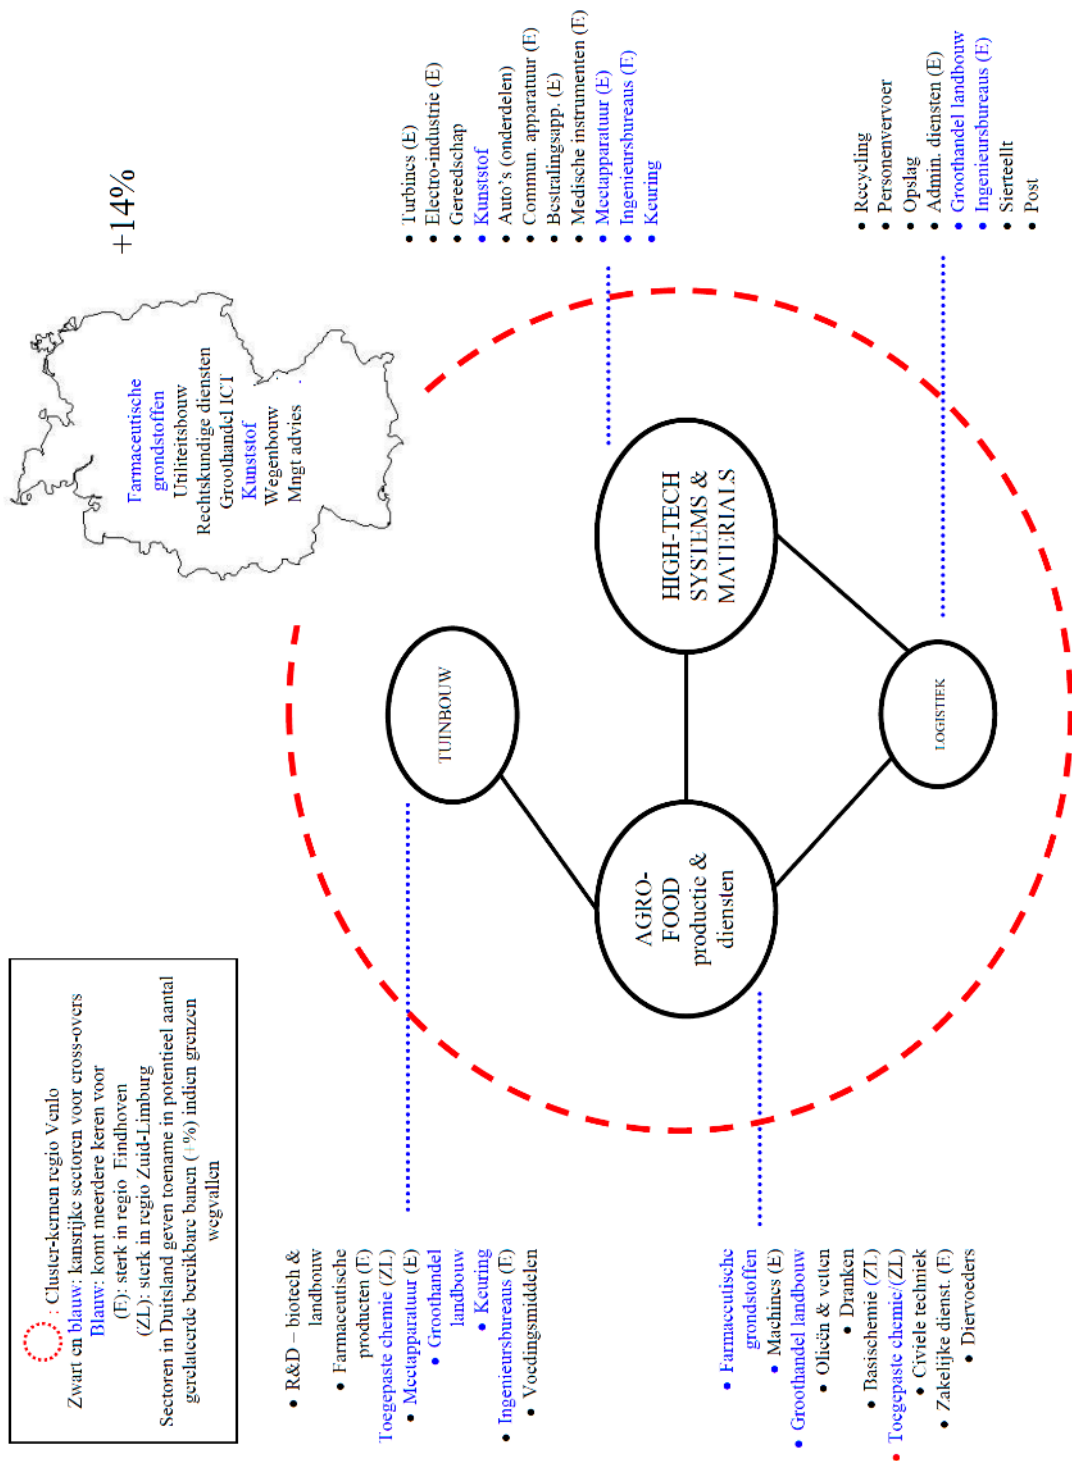 : Cluster-kernen regio Venlo
Zwart en blauw: kansrijke sectoren voor cross-overs
Blauw: komt meerdere keren voor
(E): sterk in regio Eindhoven
(ZL): sterk in regio Zuid-Limburg
Sectoren in Duitsland geven toename in potentieel aantal
gerelateerde bereikbare banen (+%) indien grenzen
wegvallen
+14%
Farmaceutische
grondstoffen
Utiliteitsbouw
Rechtskundige diensten
Groothandel ICT
Kunststof
Wegenbouw
Mngt advies
• R&D – biotech &
landbouw
• Farmaceutische
producten (E)
Toegepaste chemie (ZL)
• Meetapparatuur (E)
• Groothandel
landbouw
• Keuring
• Ingenieursbureaus (E)
• Voedingsmiddelen
TUINBOUW
• Turbines (E)
• Electro-industrie (E)
• Gereedschap
• Kunststof
• Auto's (onderdelen)
• Commun. apparatuur (E)
• Bestralingsapp. (E)
• Medische instrumenten (E)
• Meetapparatuur (E)
• Ingenieursbureaus (E)
• Keuring
AGRO-
FOOD
productie &
diensten
HIGH-TECH
SYSTEMS &
MATERIALS
• Farmaceutische
grondstoffen
• Machines (E)
• Groothandel landbouw
• Oliën & vetten
• Dranken
• Basischemie (ZL)
• Toegepaste chemie/(ZL)
• Civiele techniek
• Zakelijke dienst. (E)
• Diervoeders
LOGISTIEK
• Recycling
• Personenvervoer
• Opslag
• Admin. diensten (E)
• Groothandel landbouw
• Ingenieursbureaus (E)
• Sierteelt
• Post